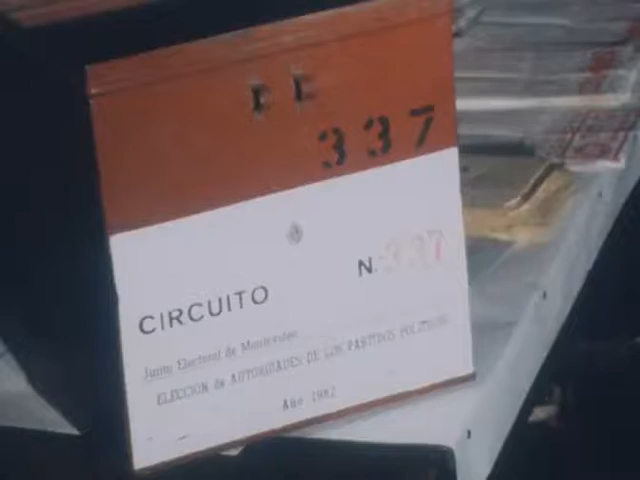 E E
337
CIRCUITO N. 337
Junta Electoral de Montevideo
ELECCION de AUTORIDADES DE LOS PARTIDOS POLITICOS
Año 1982